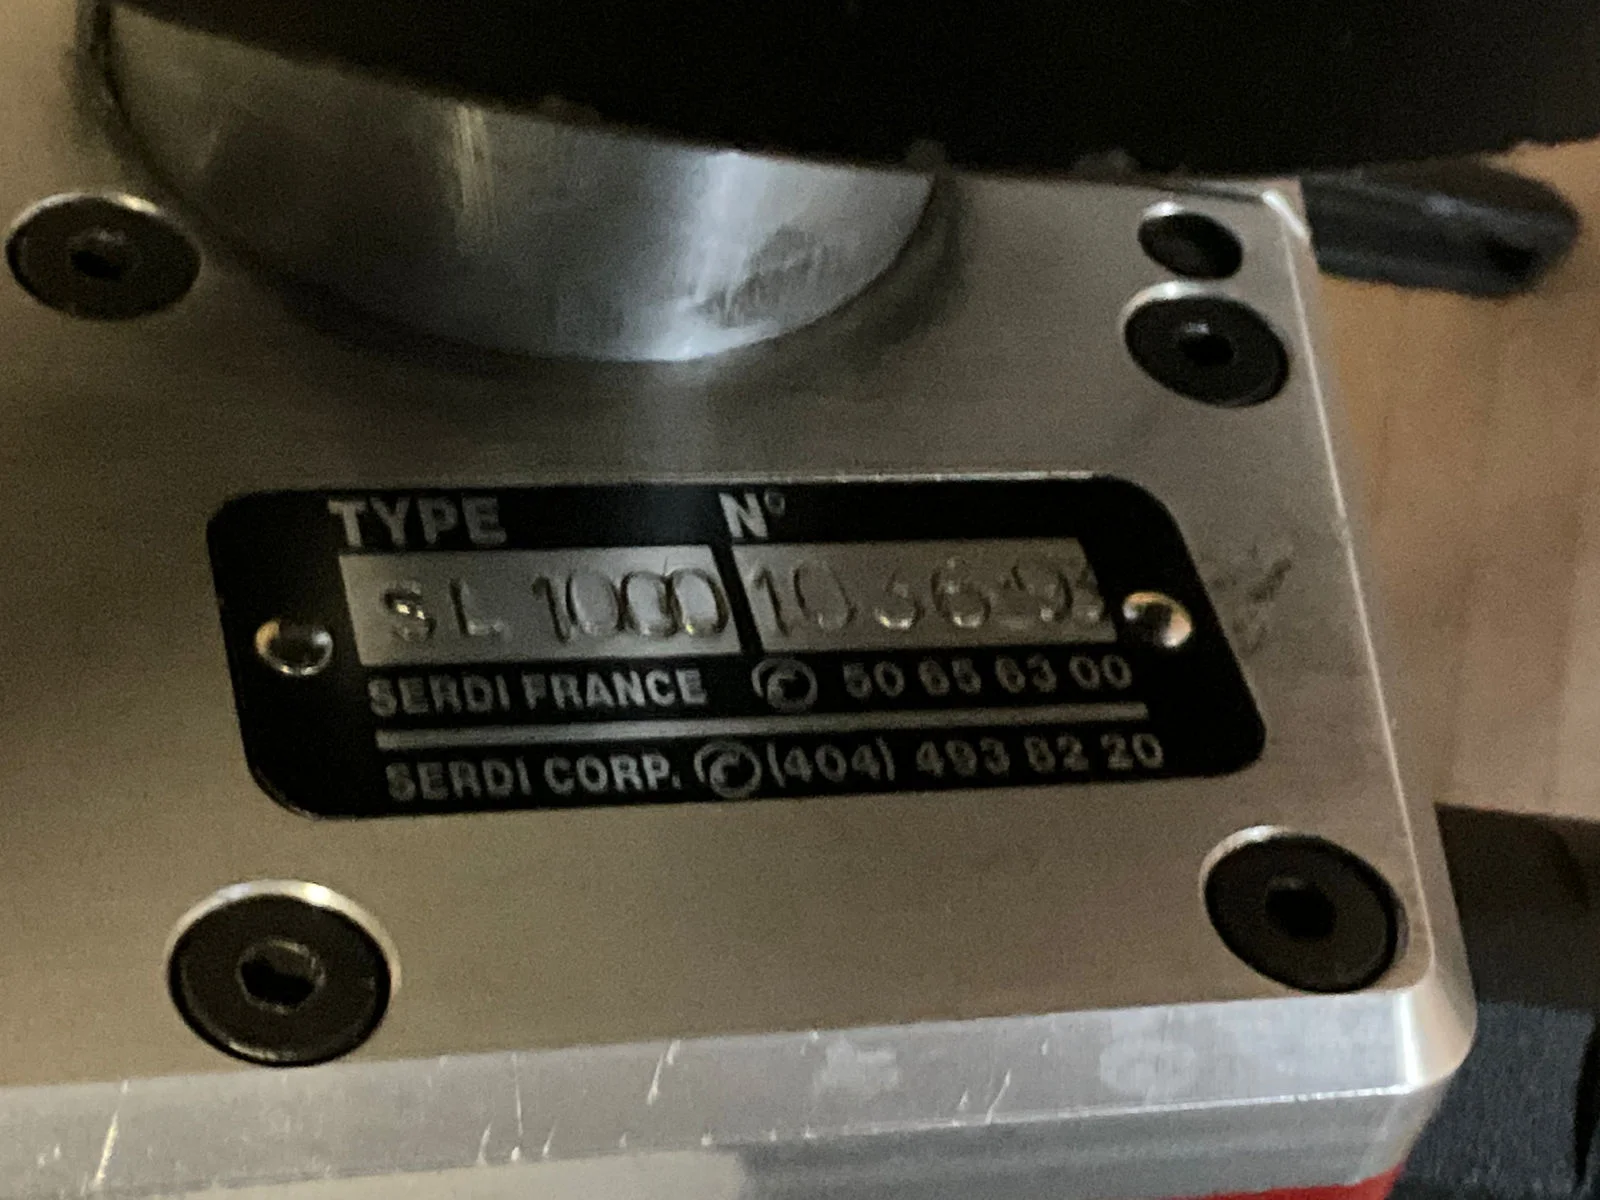 TYPE N°
SL 1000
SERDI FRANCE 50 65 63 00
SERDI CORP. (404) 493 82 20